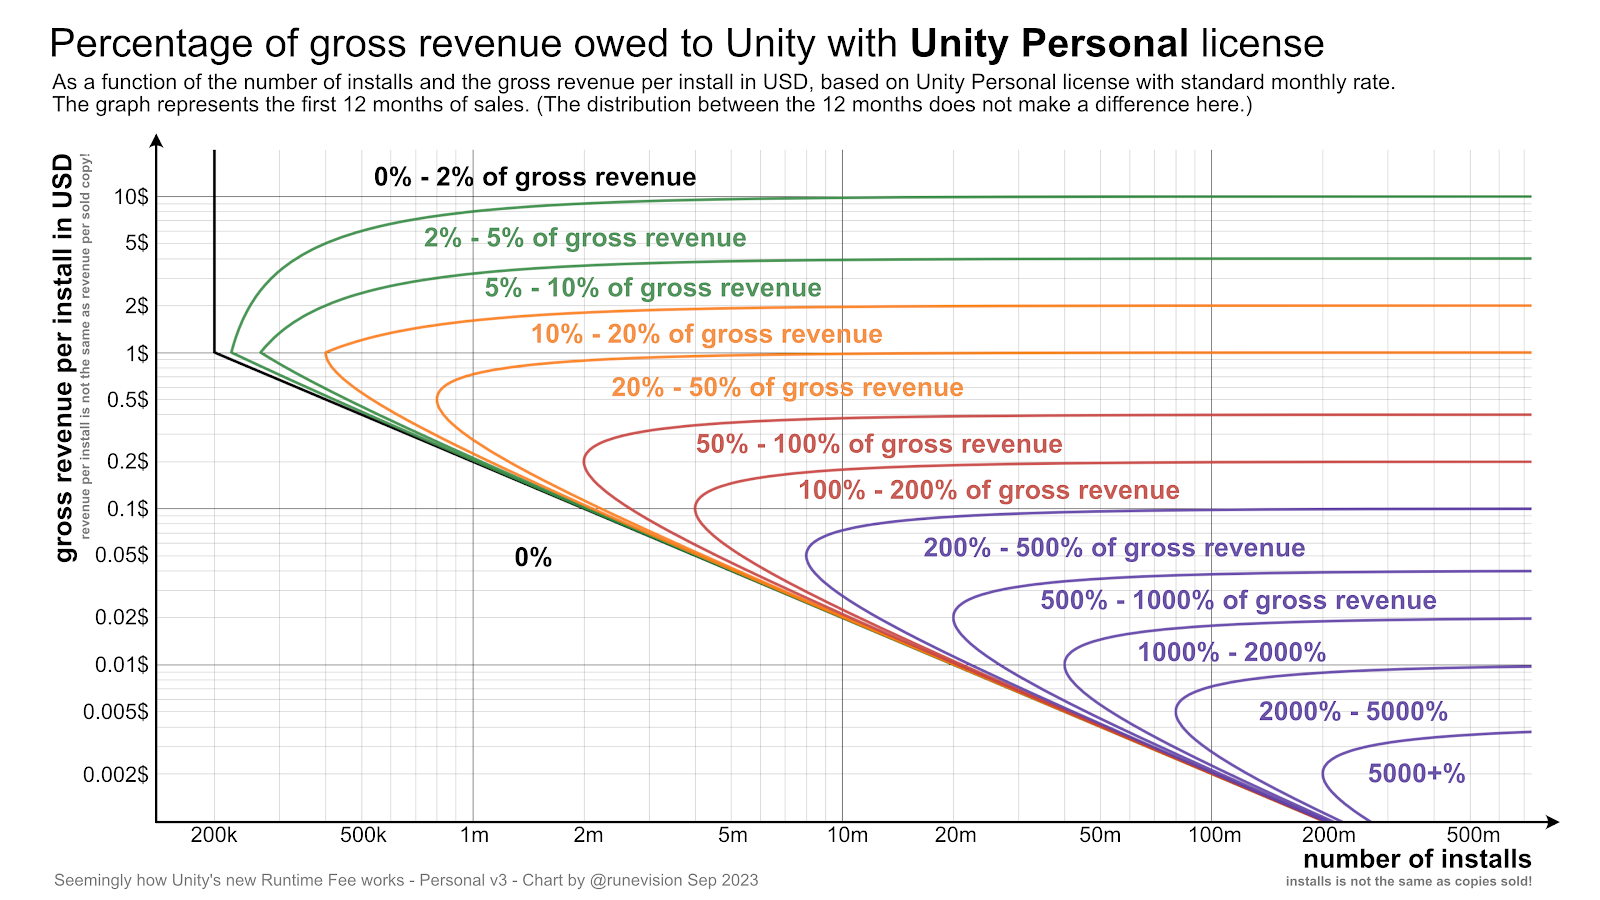 Percentage of gross revenue owed to Unity with Unity Personal license
As a function of the number of installs and the gross revenue per install in USD, based on Unity Personal license with standard monthly rate.
The graph represents the first 12 months of sales. (The distribution between the 12 months does not make a difference here.)
gross revenue per install in USD
revenue per install is not the same as revenue per sold copy!
10$
5$
2$
1$
0.5$
0.2$
0.1$
0.05$
0.02$
0.01$
0.005$
0.002$
0% - 2% of gross revenue
2% - 5% of gross revenue
5% - 10% of gross revenue
10% - 20% of gross revenue
20% - 50% of gross revenue
50% - 100% of gross revenue
100% - 200% of gross revenue
200% - 500% of gross revenue
0%
500% - 1000% of gross revenue
1000% - 2000%
2000% - 5000%
5000+%
200k 500k 1m 2m 5m 10m 20m 50m 100m 200m 500m
number of installs
installs is not the same as copies sold!
Seemingly how Unity's new Runtime Fee works - Personal v3 - Chart by @runevision Sep 2023